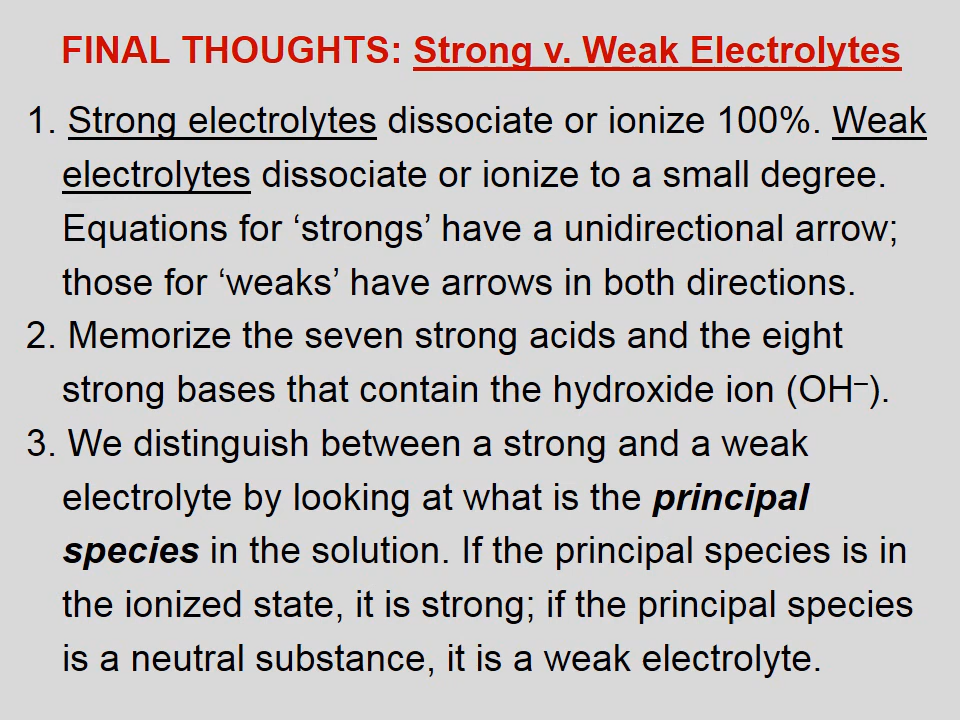 FINAL THOUGHTS: Strong v. Weak Electrolytes
1. Strong electrolytes dissociate or ionize 100%. Weak
electrolytes dissociate or ionize to a small degree.
Equations for ‘strongs’ have a unidirectional arrow;
those for ‘weaks’ have arrows in both directions.
2. Memorize the seven strong acids and the eight
strong bases that contain the hydroxide ion (OH⁻).
3. We distinguish between a strong and a weak
electrolyte by looking at what is the principal
species in the solution. If the principal species is in
the ionized state, it is strong; if the principal species
is a neutral substance, it is a weak electrolyte.